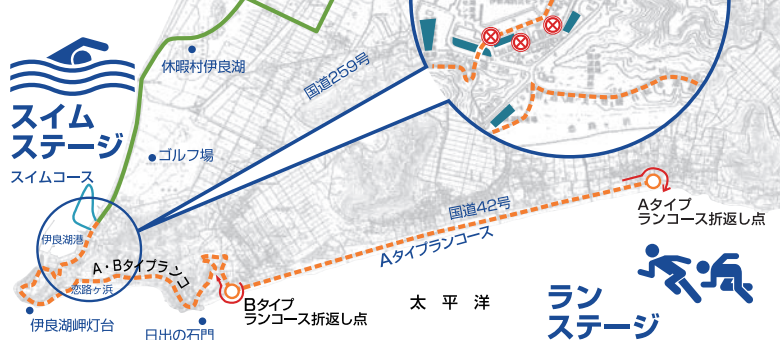 休暇村伊良湖
国道259号
スイム
ステージ
ゴルフ場
スイムコース
伊良湖港
国道42号
Aタイプランコース
Aタイプ
ランコース折返し点
A・Bタイプランコ
恋路ヶ浜
Bタイプ
ランコース折返し点
太平洋
ラン
ステージ
伊良湖岬灯台
日出の石門